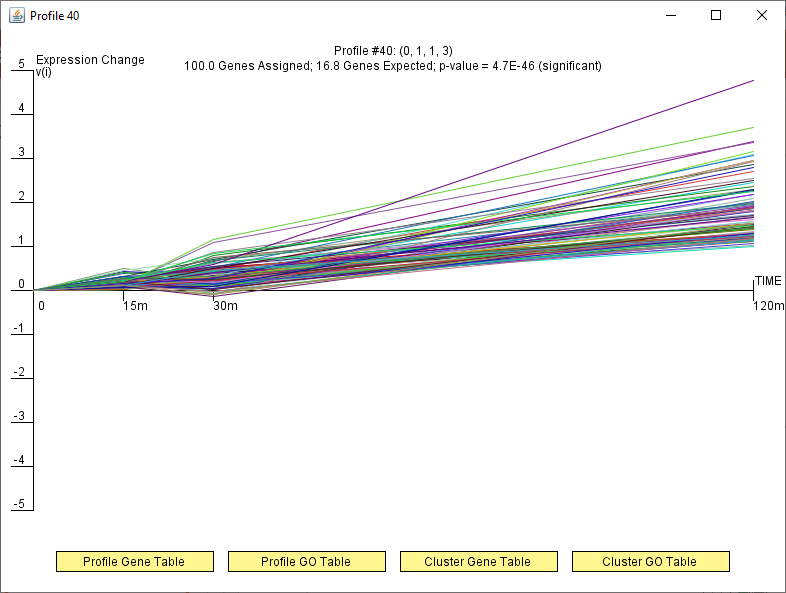 Profile 40
Profile #40: (0, 1, 1, 3)
100.0 Genes Assigned; 16.8 Genes Expected; p-value = 4.7E-46 (significant)
Expression Change
v(i)
5
4
3
2
1
0
-1
-2
-3
-4
-5
TIME
0
15m
30m
120m
Profile Gene Table
Profile GO Table
Cluster Gene Table
Cluster GO Table